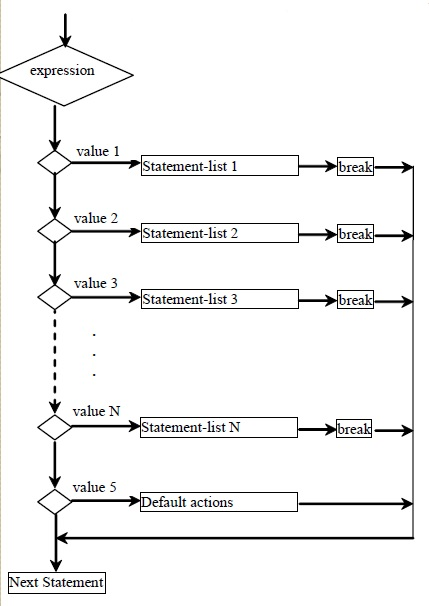 expression
value 1
Statement-list 1
break
value 2
Statement-list 2
break
value 3
Statement-list 3
break
.
.
.
value N
Statement-list N
break
value 5
Default actions
Next Statement